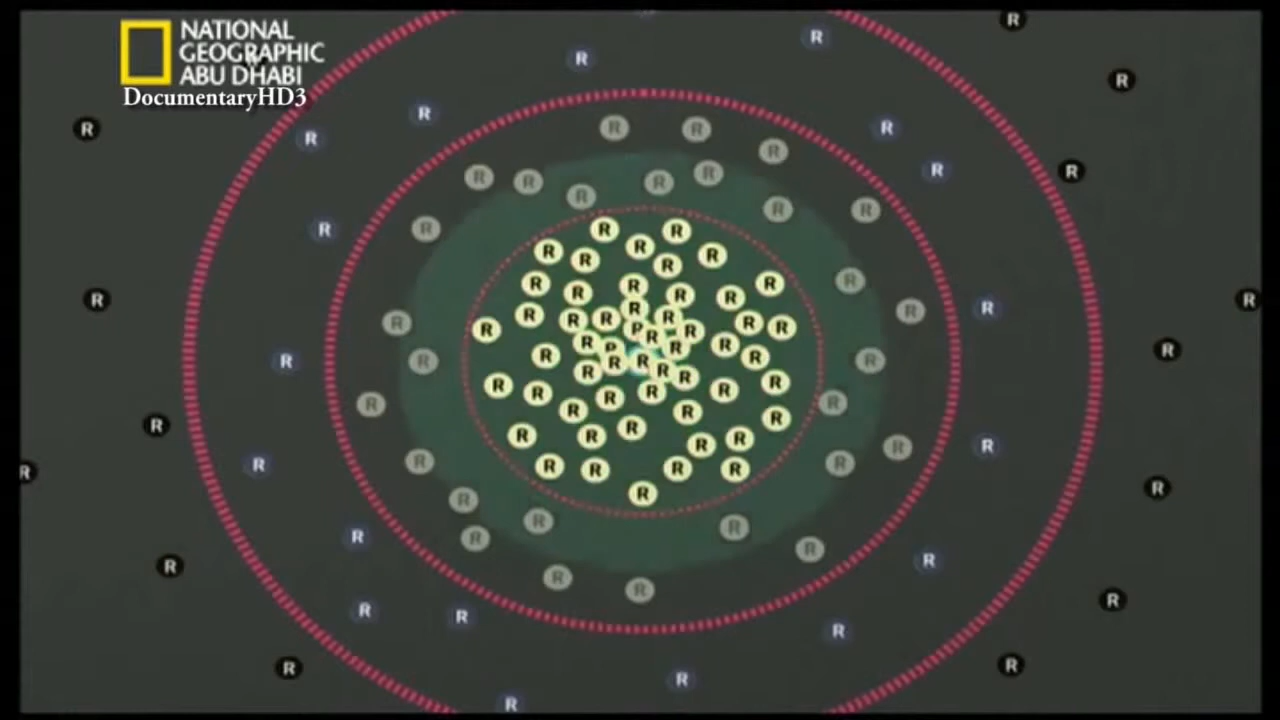 NATIONAL
GEOGRAPHIC
ABU DHABI
DocumentaryHD3
R